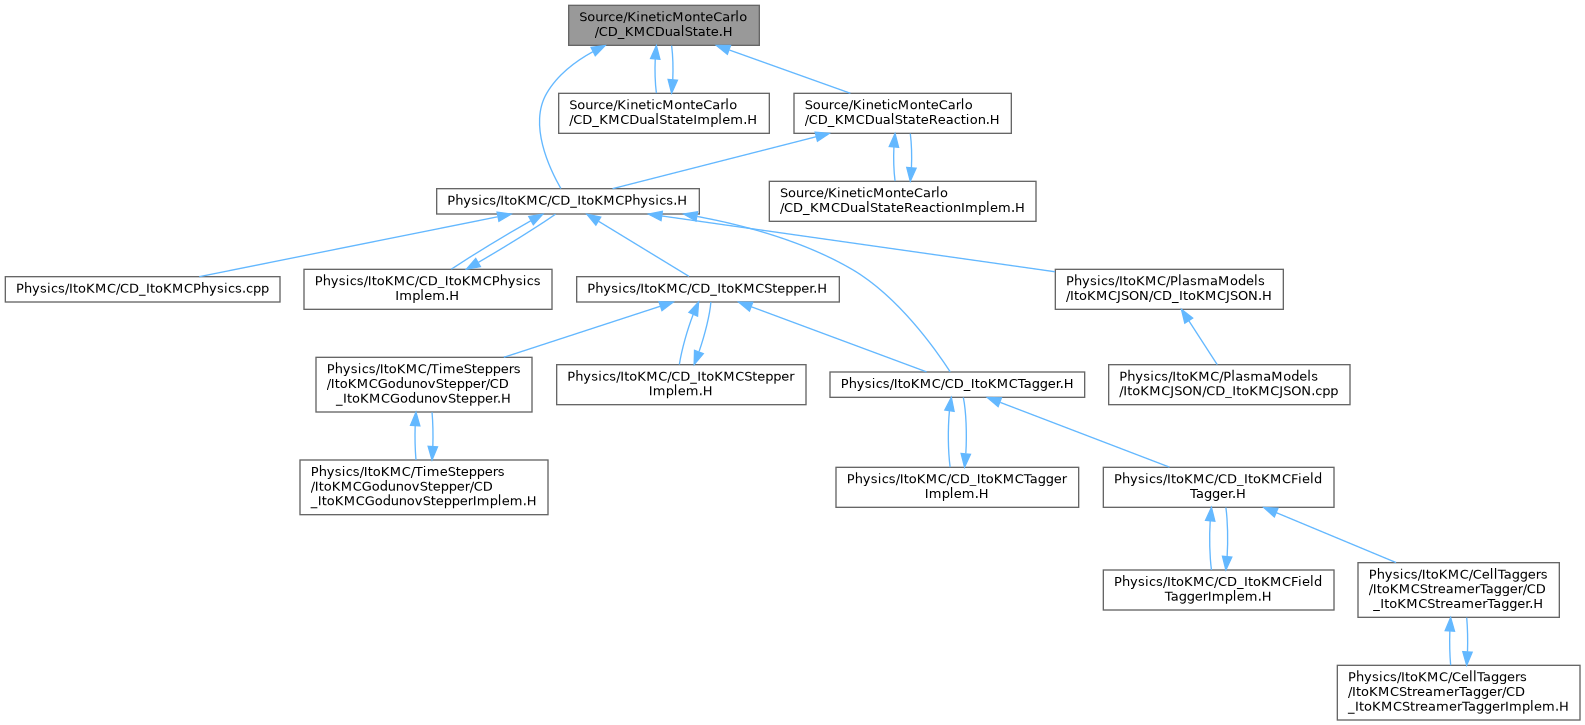 Source/KineticMonteCarlo
/CD_KMCDualState.H
Source/KineticMonteCarlo
/CD_KMCDualStateImplem.H
Source/KineticMonteCarlo
/CD_KMCDualStateReaction.H
Physics/ItoKMC/CD_ItoKMCPhysics.H
Source/KineticMonteCarlo
/CD_KMCDualStateReactionImplem.H
Physics/ItoKMC/CD_ItoKMCPhysics.cpp
Physics/ItoKMC/CD_ItoKMCPhysics
Implem.H
Physics/ItoKMC/CD_ItoKMCStepper.H
Physics/ItoKMC/PlasmaModels
/ItoKMCJSON/CD_ItoKMCJSON.H
Physics/ItoKMC/TimeSteppers
/ItoKMCGodunovStepper/CD
_ItoKMCGodunovStepper.H
Physics/ItoKMC/CD_ItoKMCStepper
Implem.H
Physics/ItoKMC/CD_ItoKMCTagger.H
Physics/ItoKMC/PlasmaModels
/ItoKMCJSON/CD_ItoKMCJSON.cpp
Physics/ItoKMC/TimeSteppers
/ItoKMCGodunovStepper/CD
_ItoKMCGodunovStepperImplem.H
Physics/ItoKMC/CD_ItoKMCTagger
Implem.H
Physics/ItoKMC/CD_ItoKMCField
Tagger.H
Physics/ItoKMC/CD_ItoKMCField
TaggerImplem.H
Physics/ItoKMC/CellTaggers
/ItoKMCStreamerTagger/CD
_ItoKMCStreamerTagger.H
Physics/ItoKMC/CellTaggers
/ItoKMCStreamerTagger/CD
_ItoKMCStreamerTaggerImplem.H